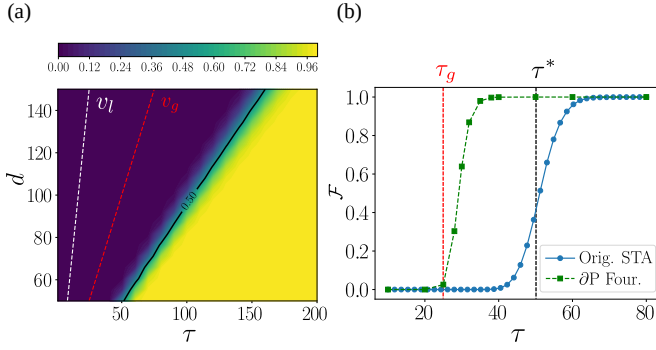 (a)
(b)
0.00 0.12 0.24 0.36 0.48 0.60 0.72 0.84 0.96
τ_g
τ*
140
120
100
80
60
d
v_l
v_g
0.50
50 100 150 200
τ
1.0
0.8
0.6
0.4
0.2
0.0
𝓕
Orig. STA
∂P Four.
20 40 60 80
τ